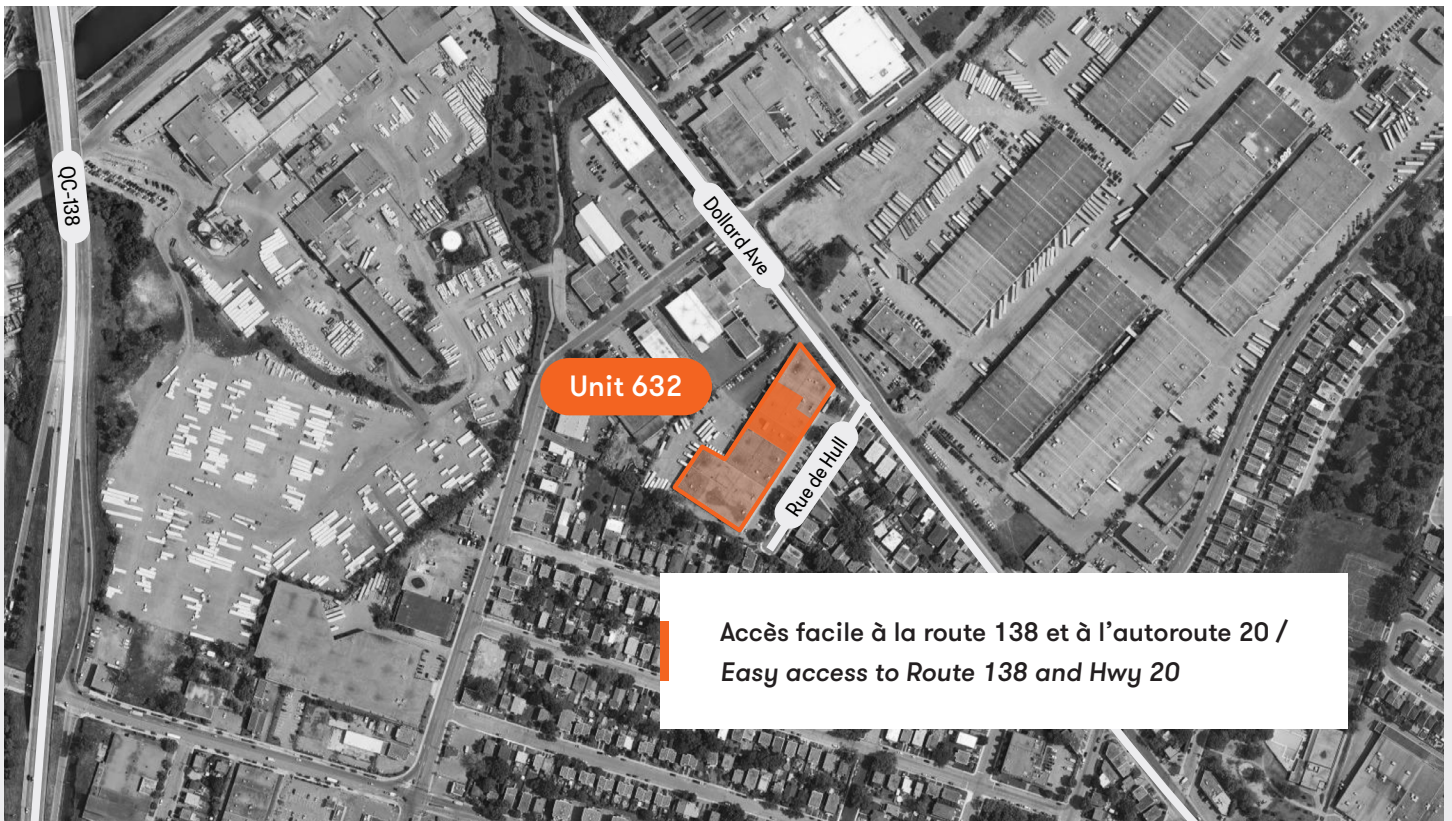 QC-138
Dollard Ave
Unit 632
Rue de Hull
Accès facile à la route 138 et à l’autoroute 20 /
Easy access to Route 138 and Hwy 20